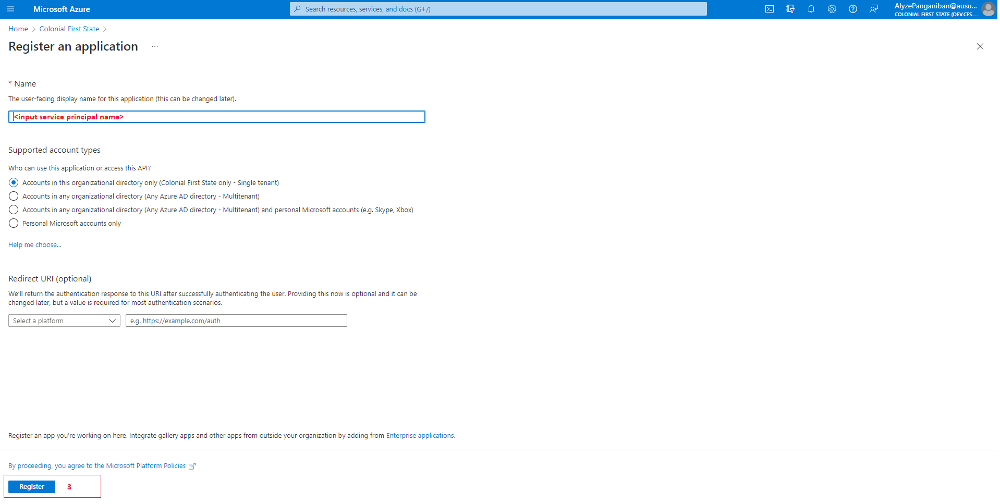 Microsoft Azure
Search resources, services, and docs (G+/)
AlyzePanganiban@ausu...
COLONIAL FIRST STATE (DEV.CFS....
Home > Colonial First State >
Register an application ...
* Name
The user-facing display name for this application (this can be changed later).
<input service principal name>
Supported account types
Who can use this application or access this API?
Accounts in this organizational directory only (Colonial First State only - Single tenant)
Accounts in any organizational directory (Any Azure AD directory - Multitenant)
Accounts in any organizational directory (Any Azure AD directory - Multitenant) and personal Microsoft accounts (e.g. Skype, Xbox)
Personal Microsoft accounts only
Help me choose...
Redirect URI (optional)
We'll return the authentication response to this URI after successfully authenticating the user. Providing this now is optional and it can be
changed later, but a value is required for most authentication scenarios.
Select a platform
e.g. https://example.com/auth
Register an app you're working on here. Integrate gallery apps and other apps from outside your organization by adding from Enterprise applications.
By proceeding, you agree to the Microsoft Platform Policies
Register 3